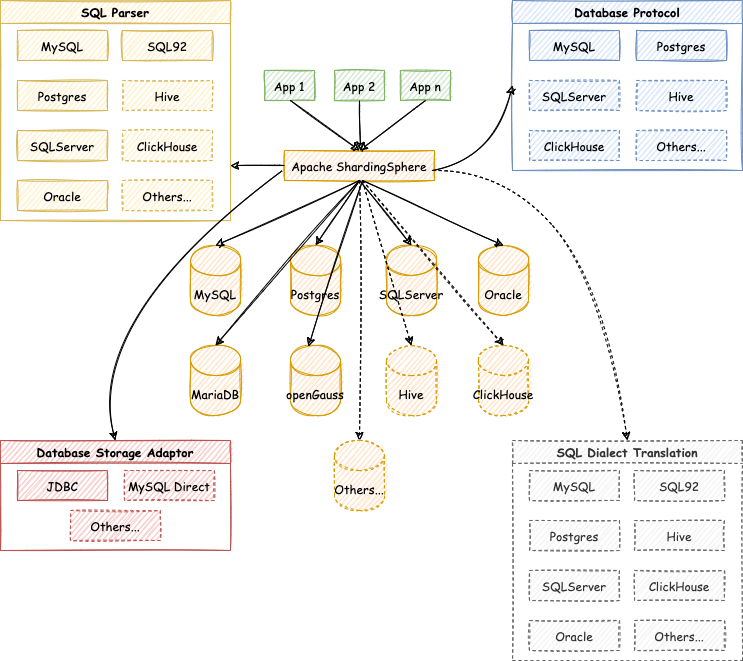 SQL Parser
MySQL
SQL92
Postgres
Hive
SQLServer
ClickHouse
Oracle
Others...
Database Protocol
MySQL
Postgres
SQLServer
Hive
ClickHouse
Others...
App 1
App 2
App n
Apache ShardingSphere
MySQL
Postgres
SQLServer
Oracle
MariaDB
openGauss
Hive
ClickHouse
Others...
Database Storage Adaptor
JDBC
MySQL Direct
Others...
SQL Dialect Translation
MySQL
SQL92
Postgres
Hive
SQLServer
ClickHouse
Oracle
Others...